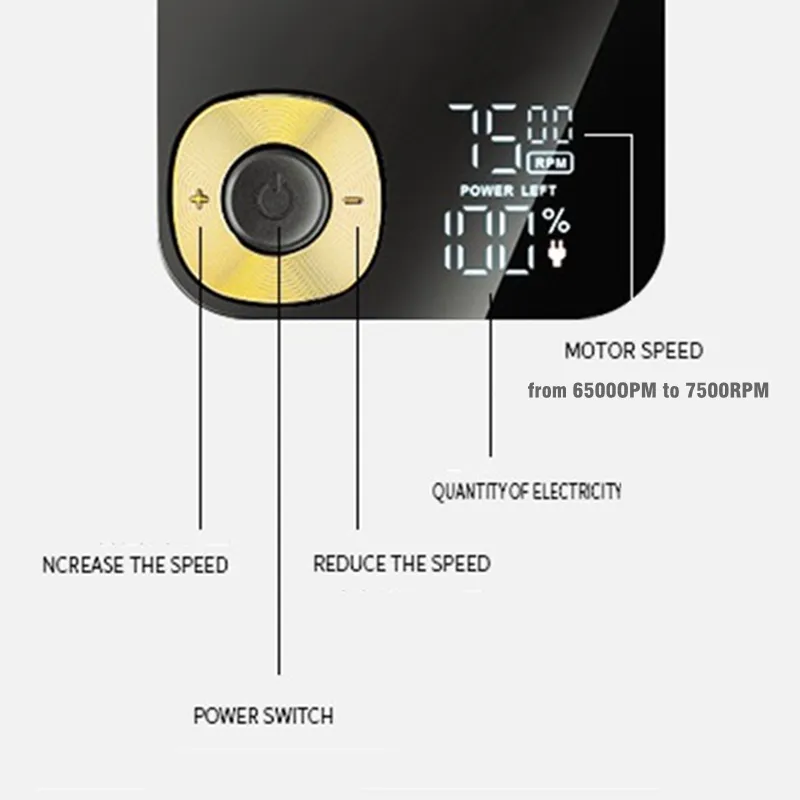 7500
RPM
POWER LEFT
100%
MOTOR SPEED
from 65000PM to 7500RPM
QUANTITY OF ELECTRICITY
NCREASE THE SPEED
REDUCE THE SPEED
POWER SWITCH